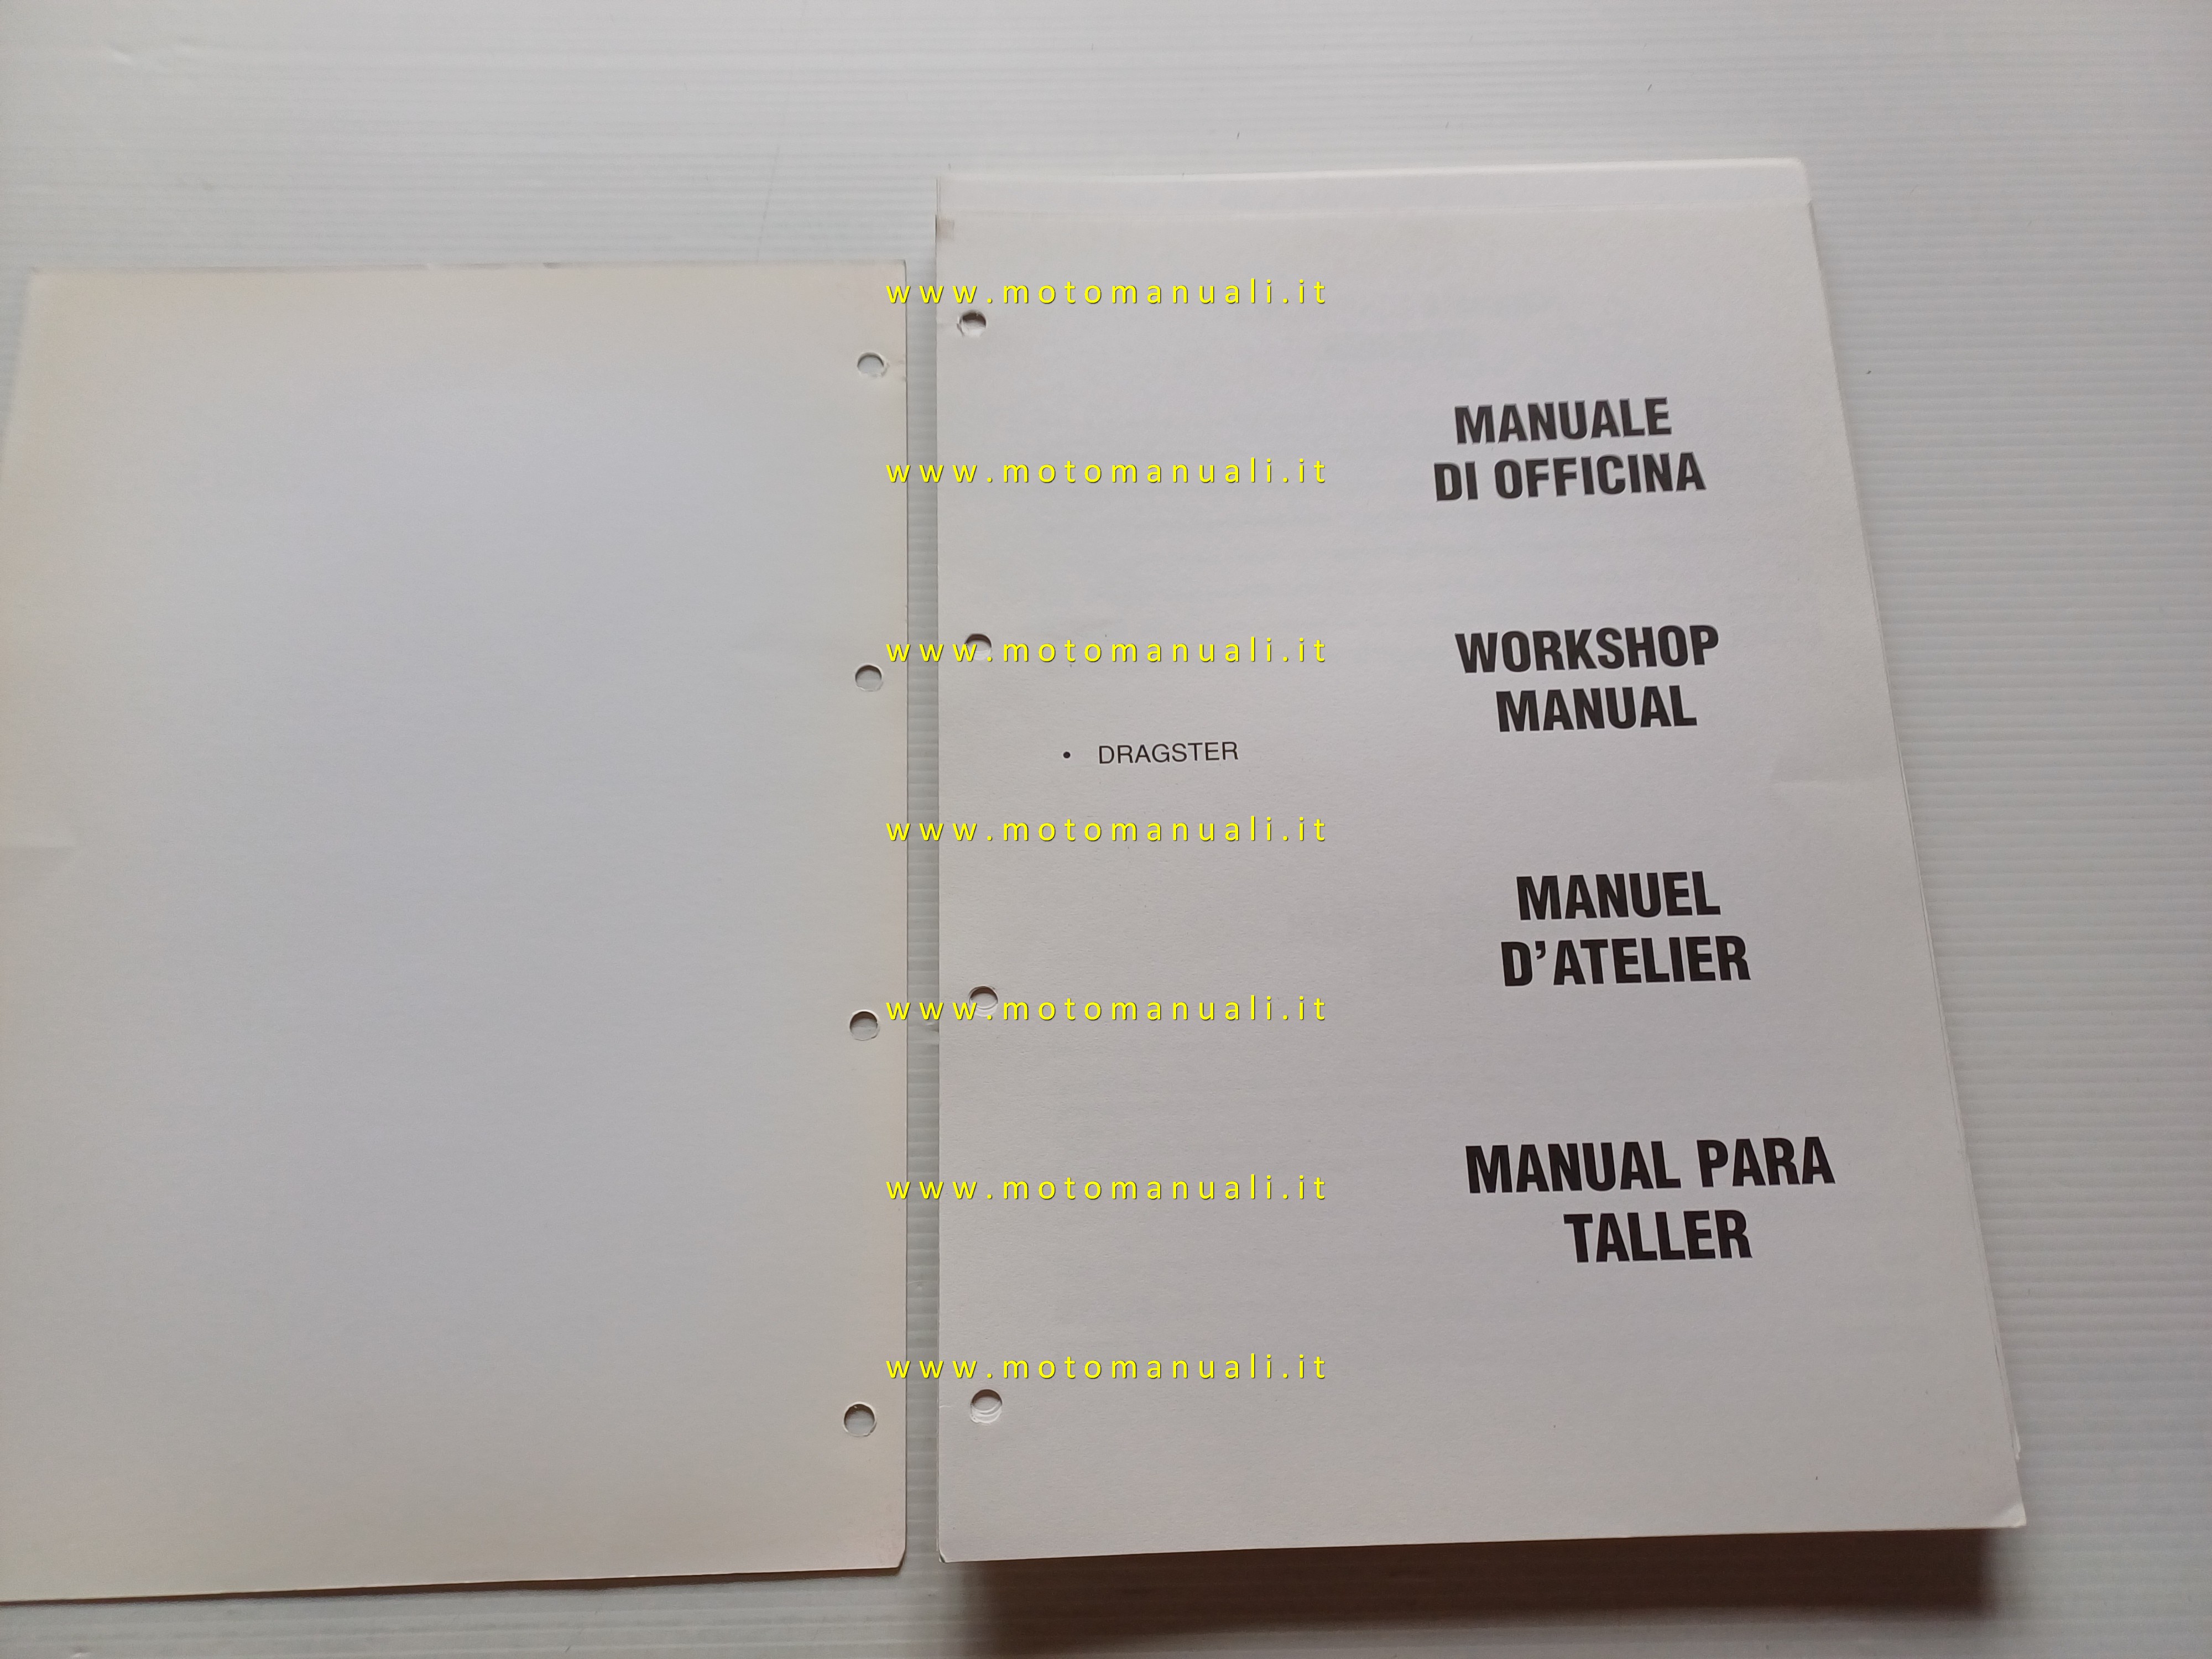 www.motomanuali.it
MANUALE
DI OFFICINA
www.motomanuali.it
WORKSHOP
MANUAL
www.motomanuali.it
• DRAGSTER
www.motomanuali.it
MANUEL
D'ATELIER
www.motomanuali.it
MANUAL PARA
TALLER
www.motomanuali.it
www.motomanuali.it